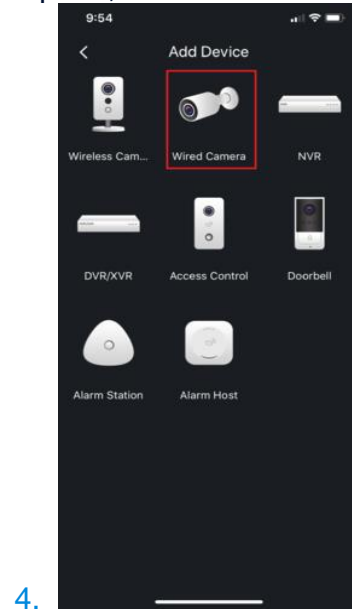 9:54
Add Device
Wireless Cam...
Wired Camera
NVR
DVR/XVR
Access Control
Doorbell
Alarm Station
Alarm Host
4.